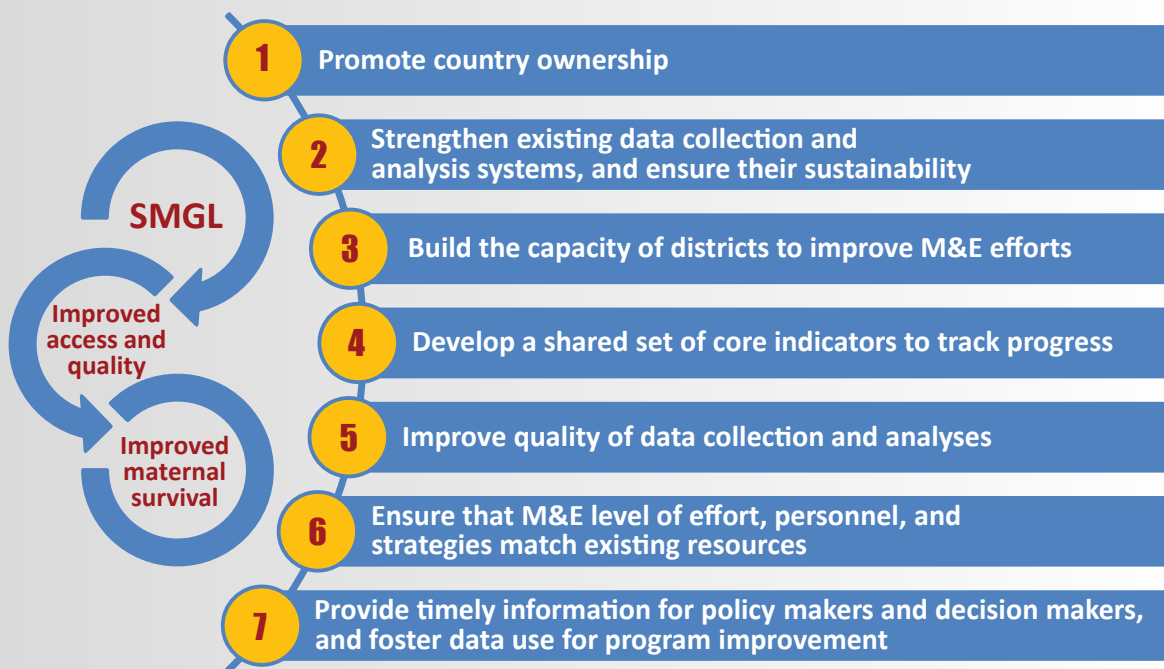 SMGL
Improved
access and
quality
Improved
maternal
survival
1
Promote country ownership
2
Strengthen existing data collection and
analysis systems, and ensure their sustainability
3
Build the capacity of districts to improve M&E efforts
4
Develop a shared set of core indicators to track progress
5
Improve quality of data collection and analyses
6
Ensure that M&E level of effort, personnel, and
strategies match existing resources
7
Provide timely information for policy makers and decision makers,
and foster data use for program improvement